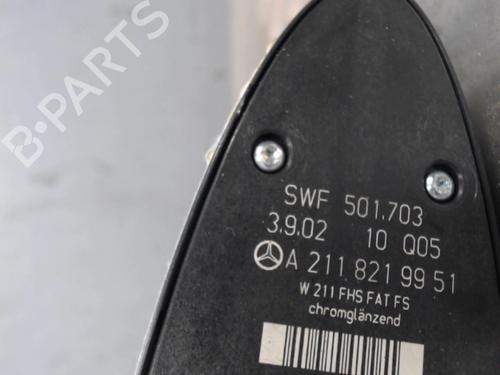 B-PARTS
SWF 501.703
3.9.02 10 Q05
A 211 821 99 51
W 211 FHS FAT FS
chromglänzend